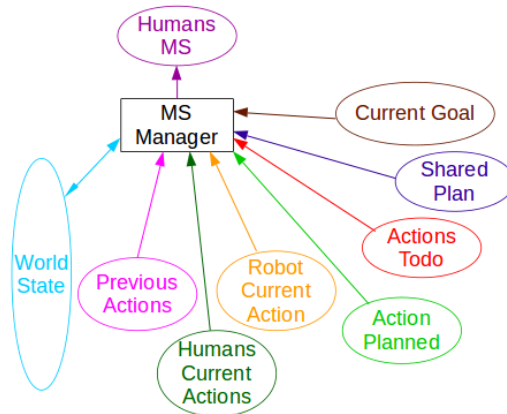 Humans
MS
MS
Manager
Current Goal
Shared
Plan
Actions
Todo
World
State
Previous
Actions
Robot
Current
Action
Action
Planned
Humans
Current
Actions